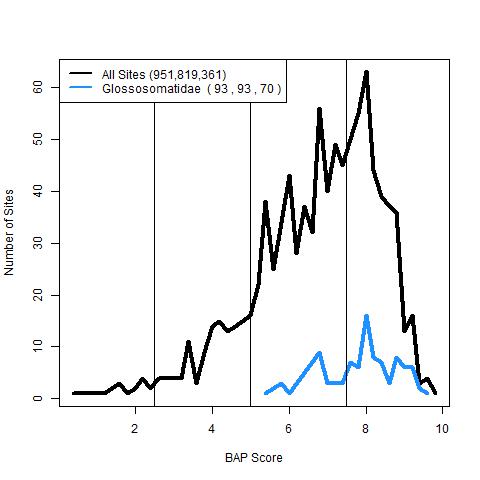 All Sites (951,819,361)
Glossosomatidae ( 93 , 93 , 70 )
Number of Sites
60
50
40
30
20
10
0
2 4 6 8 10
BAP Score